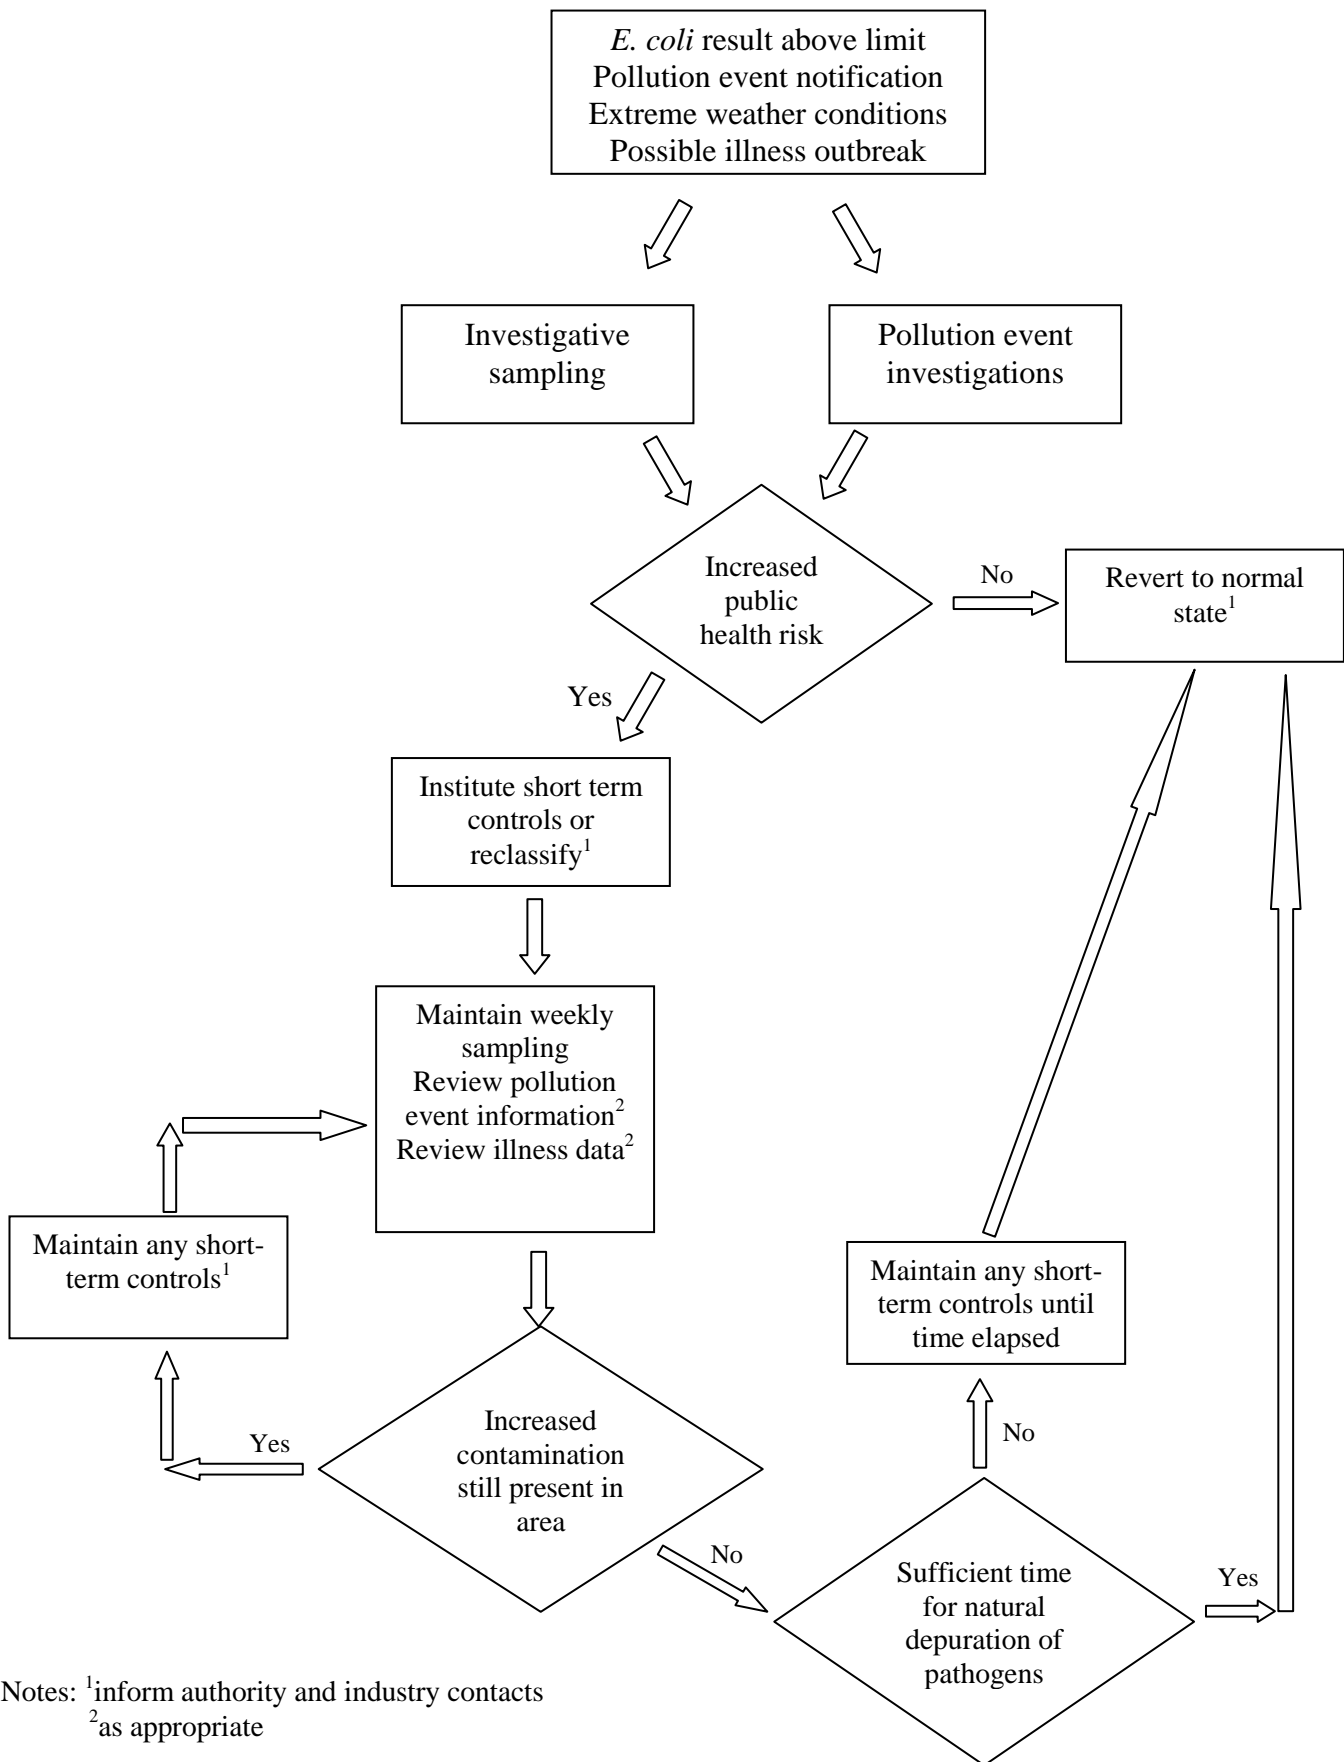 E. coli result above limit
Pollution event notification
Extreme weather conditions
Possible illness outbreak
Investigative
sampling
Pollution event
investigations
Increased
public
health risk
No
Revert to normal
state¹
Yes
Institute short term
controls or
reclassify¹
Maintain weekly
sampling
Review pollution
event information²
Review illness data²
Maintain any short-
term controls¹
Maintain any short-
term controls until
time elapsed
Increased
contamination
still present in
area
Yes
No
No
Sufficient time
for natural
depuration of
pathogens
Yes
Notes: ¹inform authority and industry contacts
²as appropriate